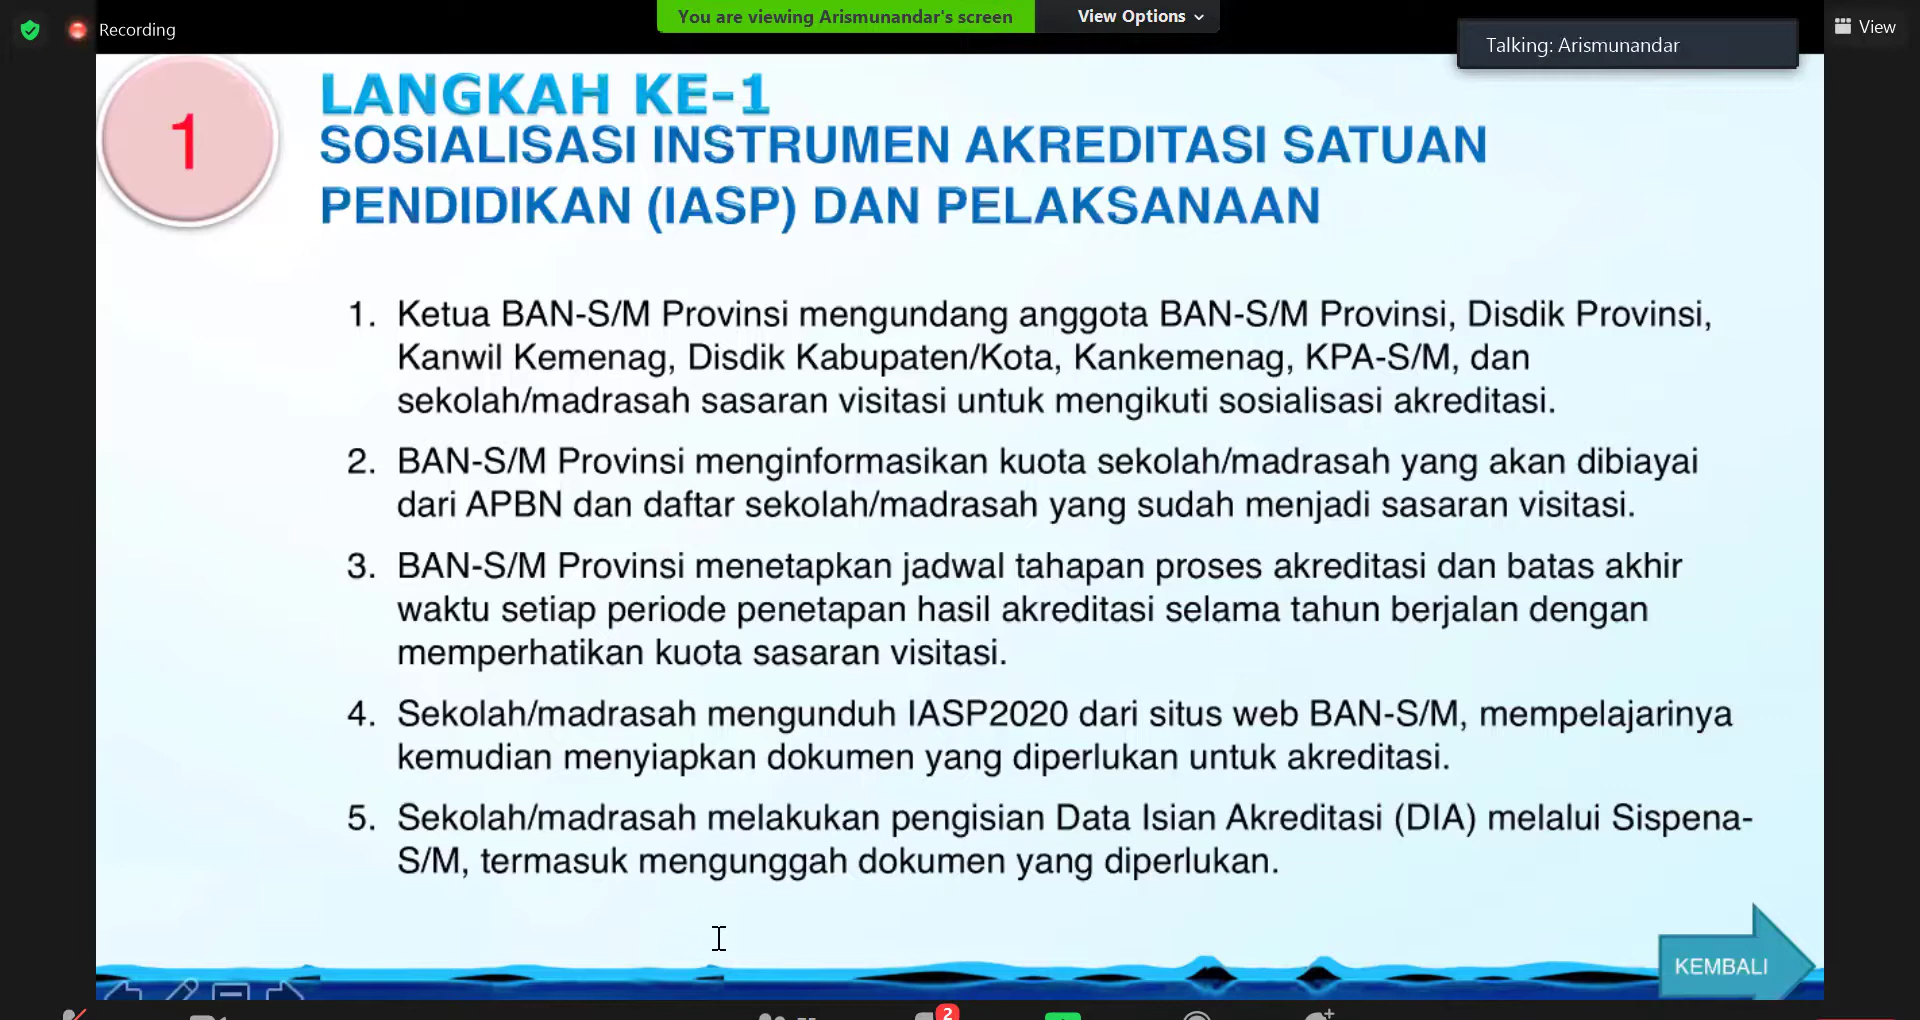 Recording
You are viewing Arismunandar's screen
View Options
Talking: Arismunandar
View
1
LANGKAH KE-1
SOSIALISASI INSTRUMEN AKREDITASI SATUAN
PENDIDIKAN (IASP) DAN PELAKSANAAN
1. Ketua BAN-S/M Provinsi mengundang anggota BAN-S/M Provinsi, Disdik Provinsi,
Kanwil Kemenag, Disdik Kabupaten/Kota, Kankemenag, KPA-S/M, dan
sekolah/madrasah sasaran visitasi untuk mengikuti sosialisasi akreditasi.
2. BAN-S/M Provinsi menginformasikan kuota sekolah/madrasah yang akan dibiayai
dari APBN dan daftar sekolah/madrasah yang sudah menjadi sasaran visitasi.
3. BAN-S/M Provinsi menetapkan jadwal tahapan proses akreditasi dan batas akhir
waktu setiap periode penetapan hasil akreditasi selama tahun berjalan dengan
memperhatikan kuota sasaran visitasi.
4. Sekolah/madrasah mengunduh IASP2020 dari situs web BAN-S/M, mempelajarinya
kemudian menyiapkan dokumen yang diperlukan untuk akreditasi.
5. Sekolah/madrasah melakukan pengisian Data Isian Akreditasi (DIA) melalui Sispena-
S/M, termasuk mengunggah dokumen yang diperlukan.
KEMBALI
2